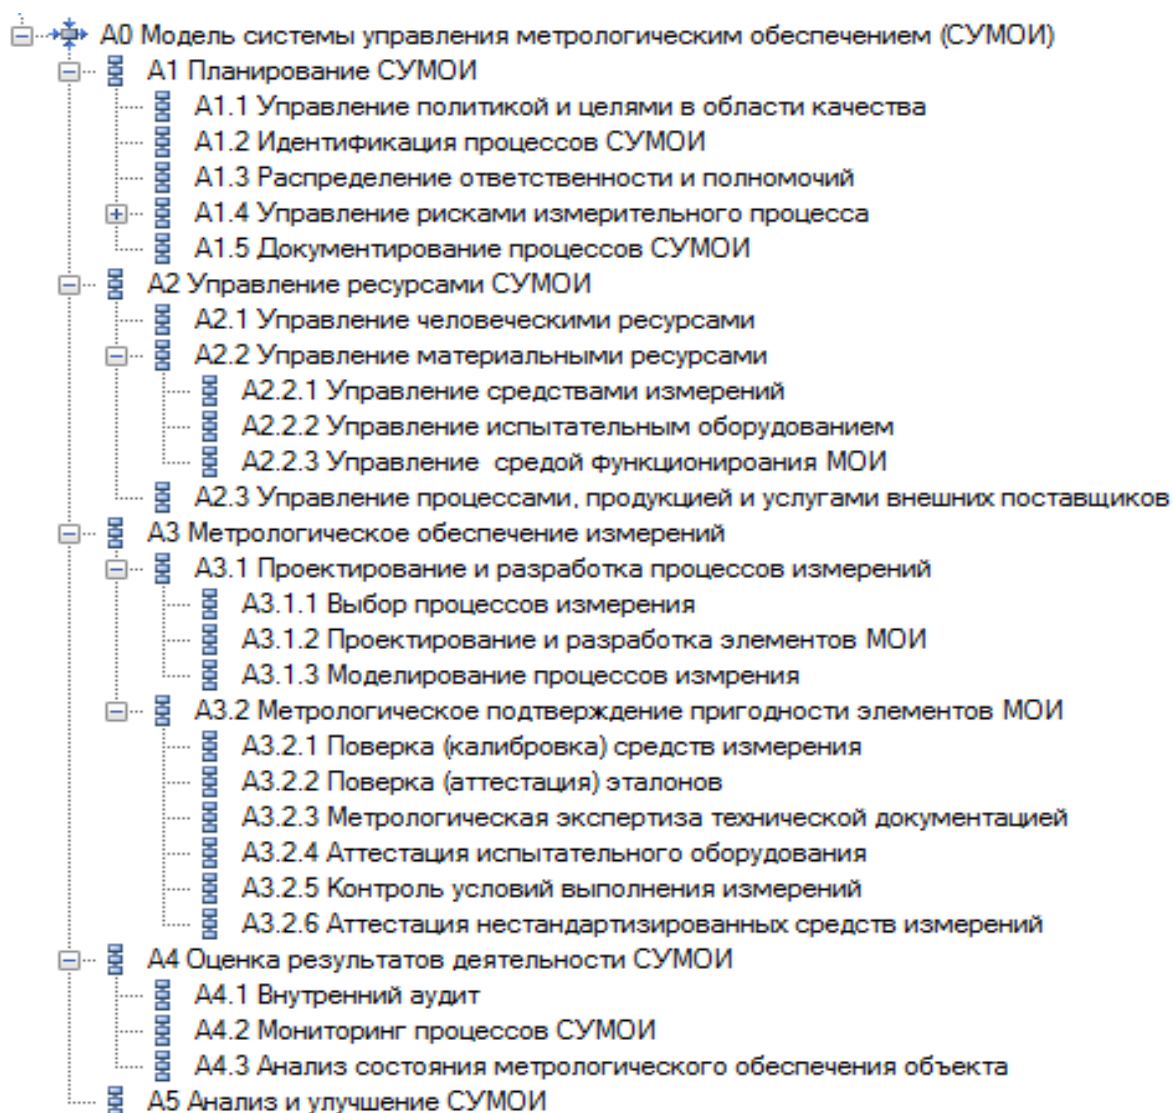 А0 Модель системы управления метрологическим обеспечением (СУМОИ)
А1 Планирование СУМОИ
А1.1 Управление политикой и целями в области качества
А1.2 Идентификация процессов СУМОИ
А1.3 Распределение ответственности и полномочий
А1.4 Управление рисками измерительного процесса
А1.5 Документирование процессов СУМОИ
А2 Управление ресурсами СУМОИ
А2.1 Управление человеческими ресурсами
А2.2 Управление материальными ресурсами
А2.2.1 Управление средствами измерений
А2.2.2 Управление испытательным оборудованием
А2.2.3 Управление  средой функционироания МОИ
А2.3 Управление процессами, продукцией и услугами внешних поставщиков
А3 Метрологическое обеспечение измерений
А3.1 Проектирование и разработка процессов измерений
А3.1.1 Выбор процессов измерения
А3.1.2 Проектирование и разработка элементов МОИ
А3.1.3 Моделирование процессов измрения
А3.2 Метрологическое подтверждение пригодности элементов МОИ
А3.2.1 Поверка (калибровка) средств измерения
А3.2.2 Поверка (аттестация) эталонов
А3.2.3 Метрологическая экспертиза технической документацией
А3.2.4 Аттестация испытательного оборудования
А3.2.5 Контроль условий выполнения измерений
А3.2.6 Аттестация нестандартизированных средств измерений
А4 Оценка результатов деятельности СУМОИ
А4.1 Внутренний аудит
А4.2 Мониторинг процессов СУМОИ
А4.3 Анализ состояния метрологического обеспечения объекта
А5 Анализ и улучшение СУМОИ